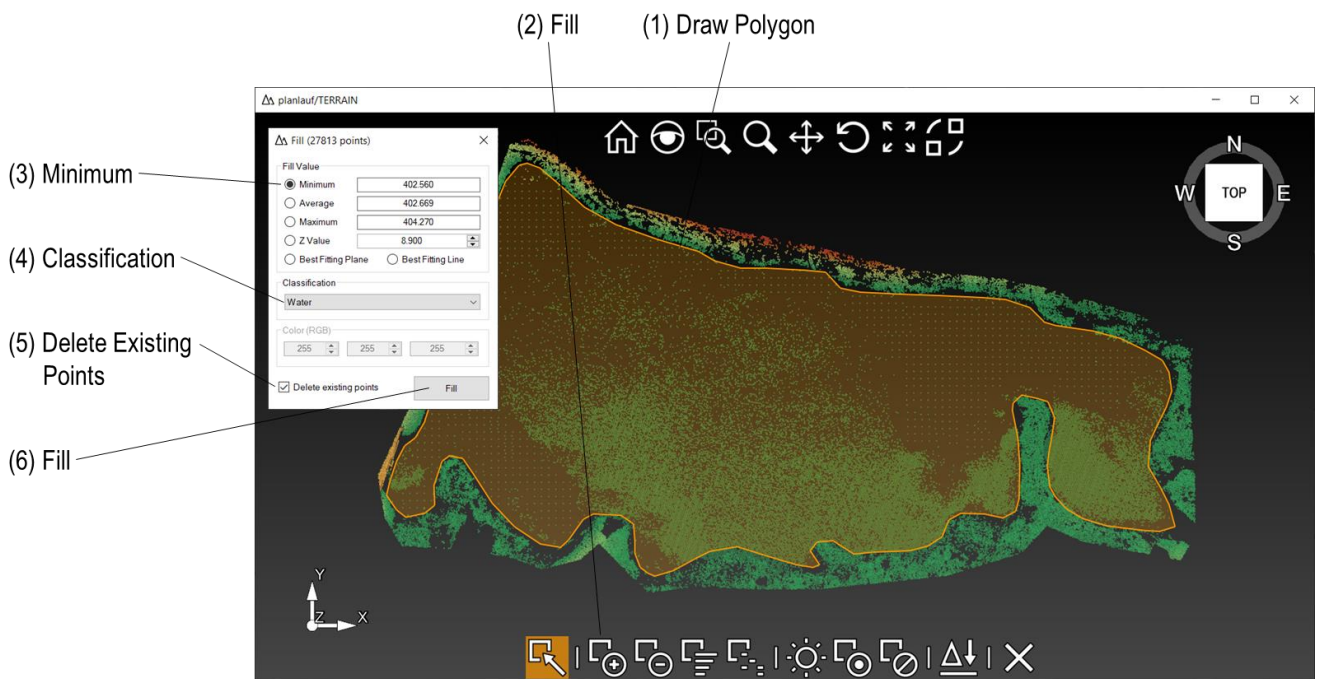 (2) Fill
(1) Draw Polygon
planlauf/TERRAIN
Fill (27813 points)
Fill Value
(3) Minimum
Minimum 402.560
Average 402.669
Maximum 404.270
Z Value 8.900
Best Fitting Plane Best Fitting Line
(4) Classification
Classification
Water
Color (RGB)
255 255 255
(5) Delete Existing
Points
Delete existing points Fill
(6) Fill
N
W TOP E
S
Y
Z X